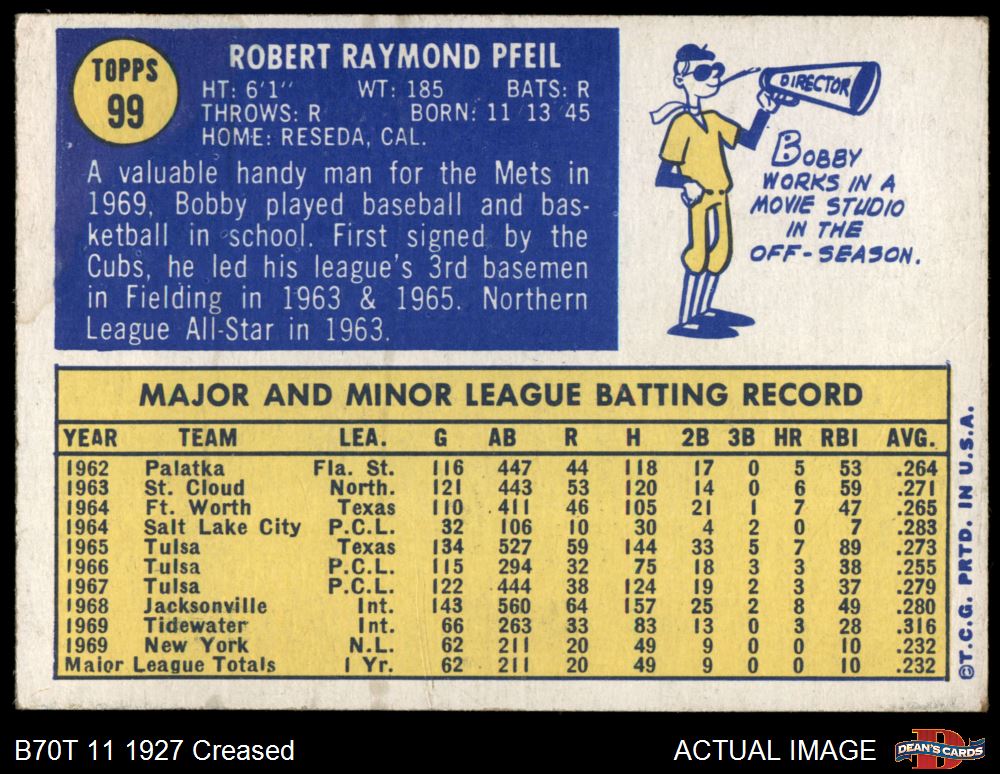 TOPPS
99
ROBERT RAYMOND PFEIL
HT: 6'1" WT: 185 BATS: R
THROWS: R BORN: 11 13 45
HOME: RESEDA, CAL.
A valuable handy man for the Mets in
1969, Bobby played baseball and bas-
ketball in school. First signed by the
Cubs, he led his league's 3rd basemen
in Fielding in 1963 & 1965. Northern
League All-Star in 1963.
DIRECTOR
BOBBY
WORKS IN A
MOVIE STUDIO
IN THE
OFF-SEASON.
MAJOR AND MINOR LEAGUE BATTING RECORD
YEAR TEAM LEA. G AB R H 2B 3B HR RBI AVG.
1962 Palatka Fla. St. 116 447 44 118 17 0 5 53 .264
1963 St. Cloud North. 121 443 53 120 14 0 6 59 .271
1964 Ft. Worth Texas 110 411 46 105 21 1 7 47 .265
1964 Salt Lake City P.C.L. 32 106 10 30 4 2 0 7 .283
1965 Tulsa Texas 134 527 59 144 33 5 7 89 .273
1966 Tulsa P.C.L. 115 294 32 75 18 3 3 38 .255
1967 Tulsa P.C.L. 122 444 38 124 19 2 3 37 .279
1968 Jacksonville Int. 143 560 64 157 25 2 8 49 .280
1969 Tidewater Int. 66 263 33 83 13 0 3 28 .316
1969 New York N.L. 62 211 20 49 9 0 0 10 .232
Major League Totals 1 Yr. 62 211 20 49 9 0 0 10 .232
©T.C.G. PRTD. IN U.S.A.
B70T 11 1927 Creased
ACTUAL IMAGE
D
DEAN'S CARDS